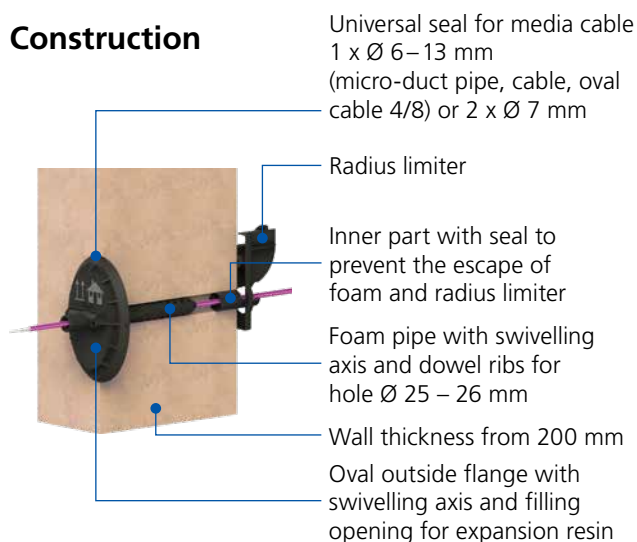 Construction
Universal seal for media cable
1 x Ø 6–13 mm
(micro-duct pipe, cable, oval
cable 4/8) or 2 x Ø 7 mm
Radius limiter
Inner part with seal to
prevent the escape of
foam and radius limiter
Foam pipe with swivelling
axis and dowel ribs for
hole Ø 25 – 26 mm
Wall thickness from 200 mm
Oval outside flange with
swivelling axis and filling
opening for expansion resin